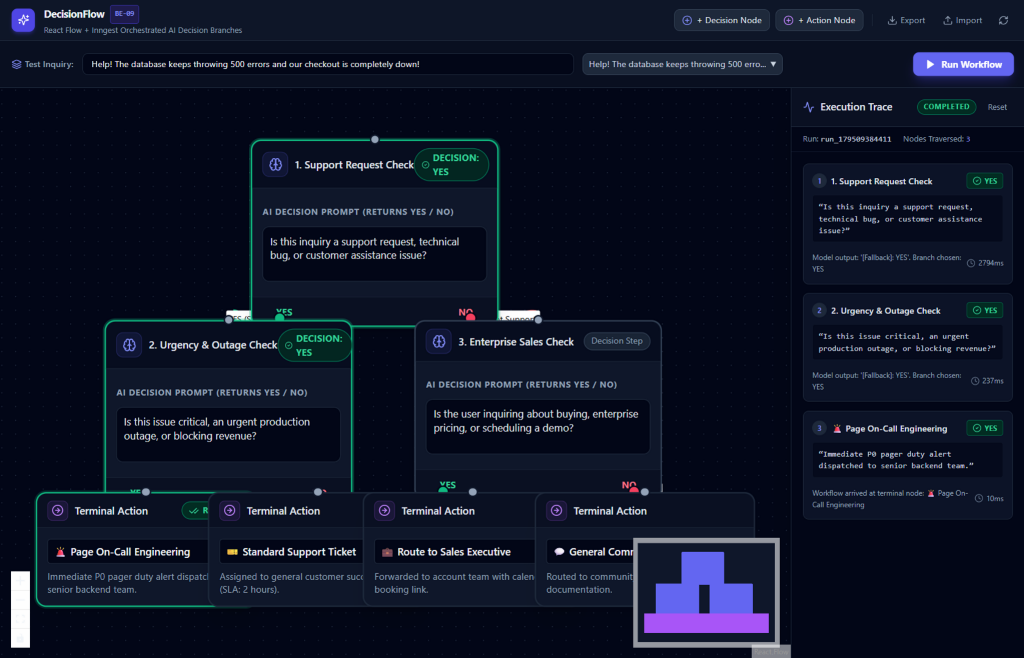 DecisionFlow
BE-09
React Flow + Inngest Orchestrated AI Decision Branches
+ Decision Node
+ Action Node
Export
Import
Test Inquiry:
Help! The database keeps throwing 500 errors and our checkout is completely down!
Help! The database keeps throwing 500 erro...
Run Workflow
1. Support Request Check
DECISION:
YES
AI DECISION PROMPT (RETURNS YES / NO)
Is this inquiry a support request, technical
bug, or customer assistance issue?
YES
NO
2. Urgency & Outage Check
DECISION:
YES
AI DECISION PROMPT (RETURNS YES / NO)
Is this issue critical, an urgent production
outage, or blocking revenue?
3. Enterprise Sales Check
Decision Step
AI DECISION PROMPT (RETURNS YES / NO)
Is the user inquiring about buying, enterprise
pricing, or scheduling a demo?
YES
NO
Terminal Action
🚨 Page On-Call Engineering
Immediate P0 pager duty alert dispatc
senior backend team.
Terminal Action
🎫 Standard Support Ticket
Assigned to general customer succ
(SLA: 2 hours).
Terminal Action
💼 Route to Sales Executive
Forwarded to account team with calen
booking link.
Terminal Action
💬 General Com
Routed to communit
documentation.
Execution Trace
COMPLETED
Reset
Run: run_179509384411
Nodes Traversed: 3
1
1. Support Request Check
YES
“Is this inquiry a support request,
technical bug, or customer assistance
issue?”
Model output: '[Fallback]: YES'. Branch chosen:
YES
2794ms
2
2. Urgency & Outage Check
YES
“Is this issue critical, an urgent
production outage, or blocking revenue?”
Model output: '[Fallback]: YES'. Branch chosen:
YES
237ms
3
🚨 Page On-Call Engineering
YES
“Immediate P0 pager duty alert
dispatched to senior backend team.”
Workflow arrived at terminal node: 🚨 Page On-
Call Engineering
10ms